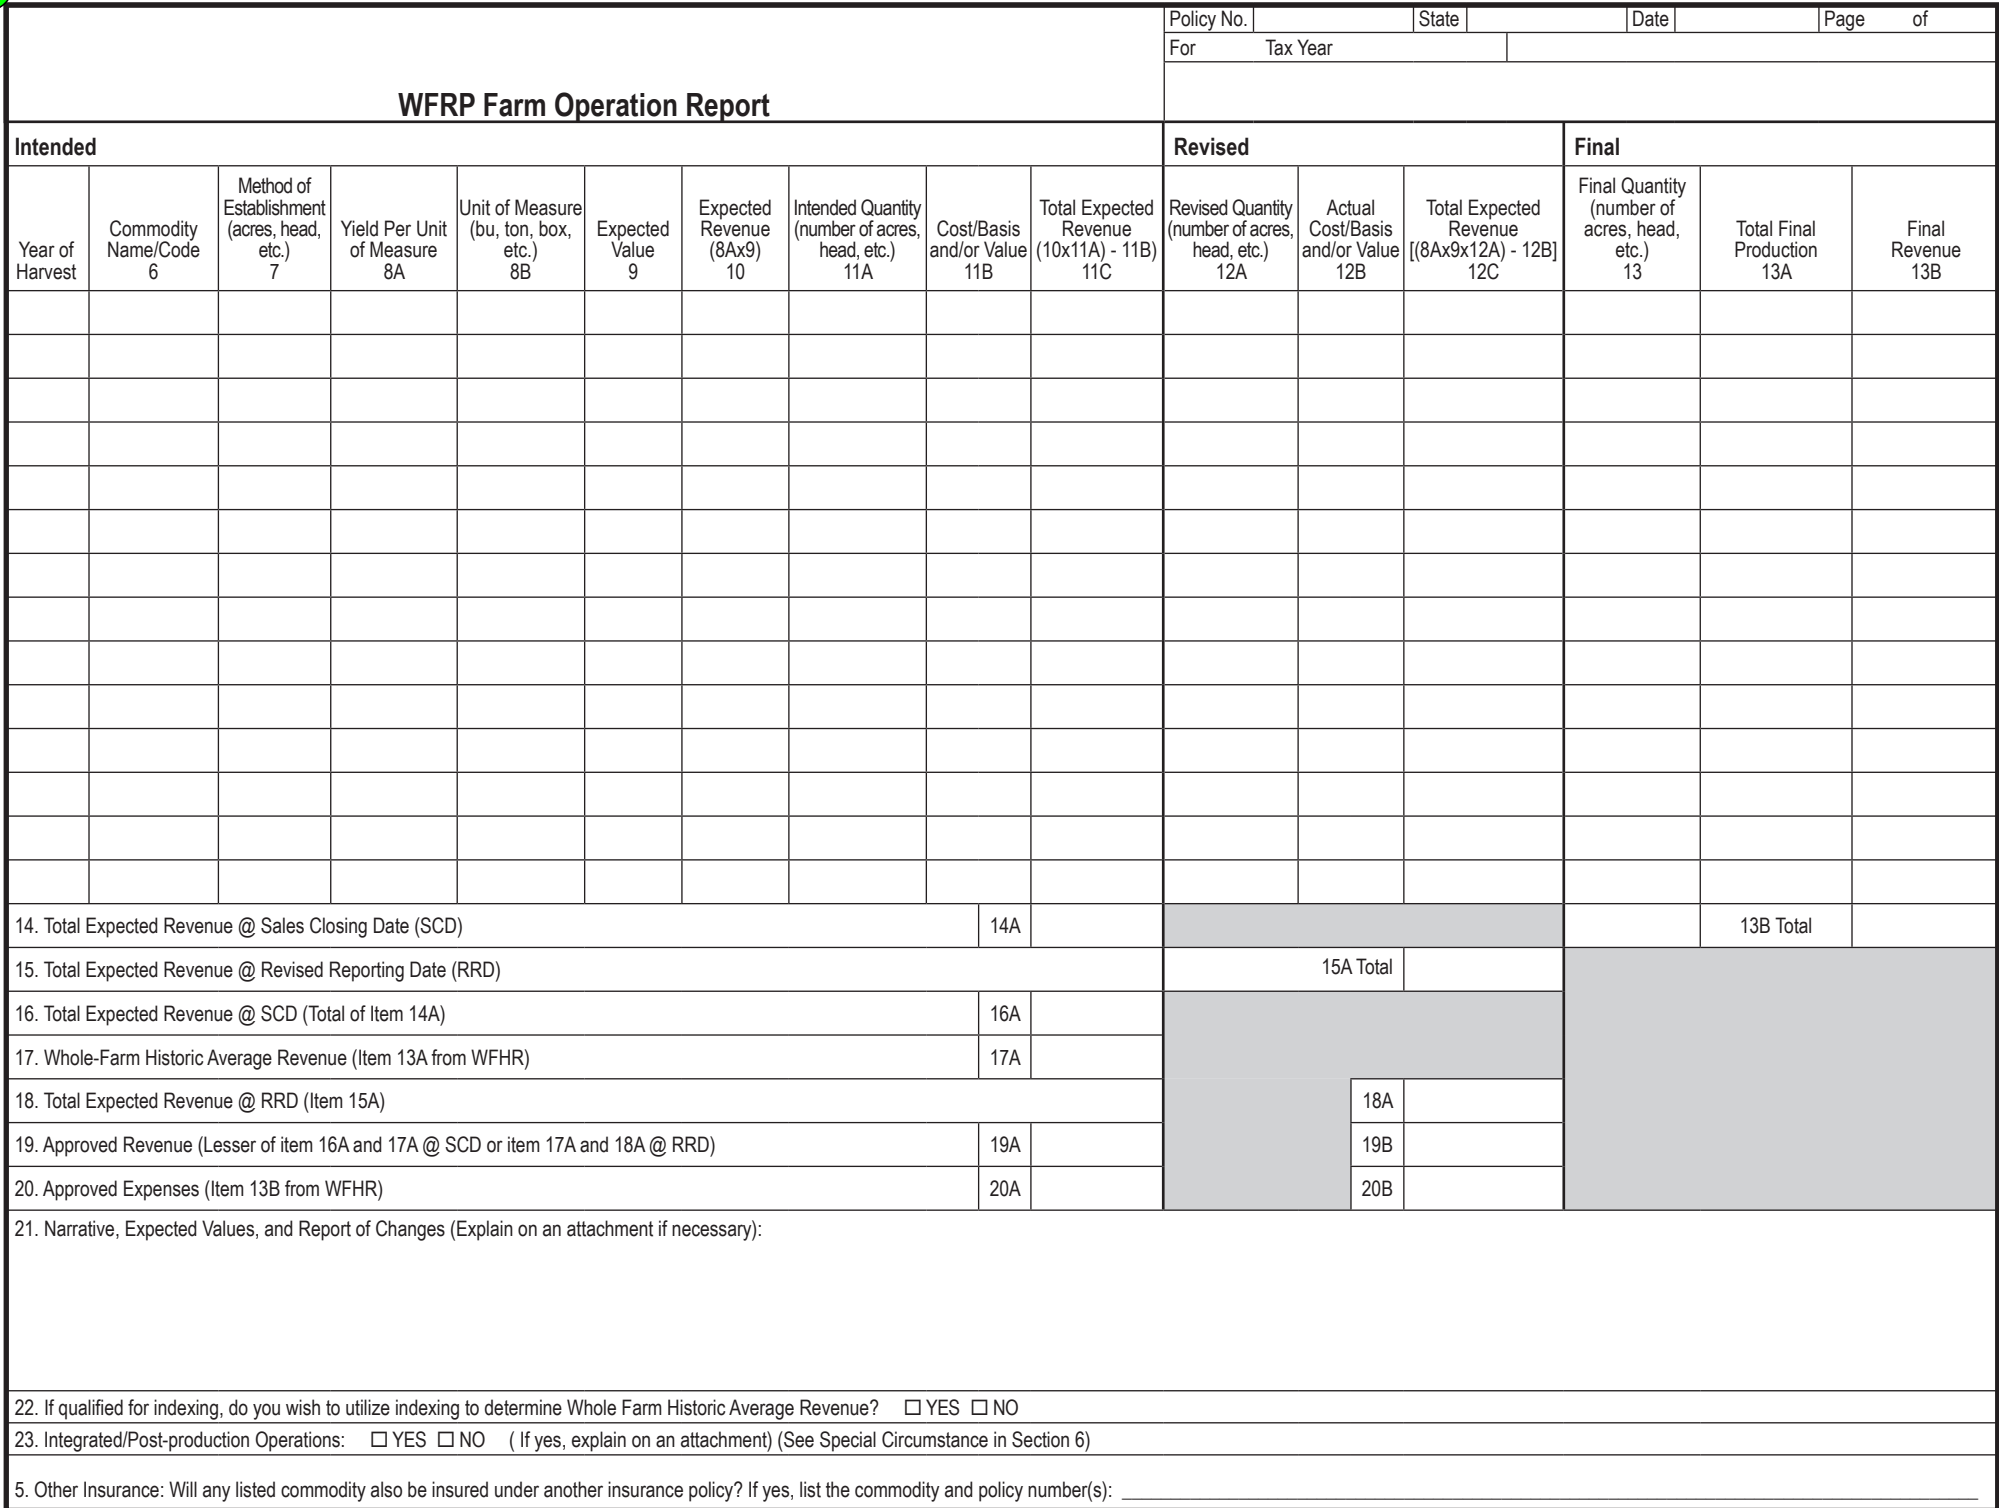 Policy No. State Date Page of
For Tax Year
WFRP Farm Operation Report
Intended Revised Final
Year of
Harvest
Commodity
Name/Code
6
Method of
Establishment
(acres, head,
etc.)
7
Yield Per Unit
of Measure
8A
Unit of Measure
(bu, ton, box,
etc.)
8B
Expected
Value
9
Expected
Revenue
(8Ax9)
10
Intended Quantity
(number of acres,
head, etc.)
11A
Cost/Basis
and/or Value
11B
Total Expected
Revenue
(10x11A) - 11B)
11C
Revised Quantity
(number of acres,
head, etc.)
12A
Actual
Cost/Basis
and/or Value
12B
Total Expected
Revenue
[(8Ax9x12A) - 12B]
12C
Final Quantity
(number of
acres, head,
etc.)
13
Total Final
Production
13A
Final
Revenue
13B
14. Total Expected Revenue @ Sales Closing Date (SCD) 14A 13B Total
15. Total Expected Revenue @ Revised Reporting Date (RRD) 15A Total
16. Total Expected Revenue @ SCD (Total of Item 14A) 16A
17. Whole-Farm Historic Average Revenue (Item 13A from WFHR) 17A
18. Total Expected Revenue @ RRD (Item 15A) 18A
19. Approved Revenue (Lesser of item 16A and 17A @ SCD or item 17A and 18A @ RRD) 19A 19B
20. Approved Expenses (Item 13B from WFHR) 20A 20B
21. Narrative, Expected Values, and Report of Changes (Explain on an attachment if necessary):
22. If qualified for indexing, do you wish to utilize indexing to determine Whole Farm Historic Average Revenue? ☐ YES ☐ NO
23. Integrated/Post-production Operations: ☐ YES ☐ NO ( If yes, explain on an attachment) (See Special Circumstance in Section 6)
5. Other Insurance: Will any listed commodity also be insured under another insurance policy? If yes, list the commodity and policy number(s):